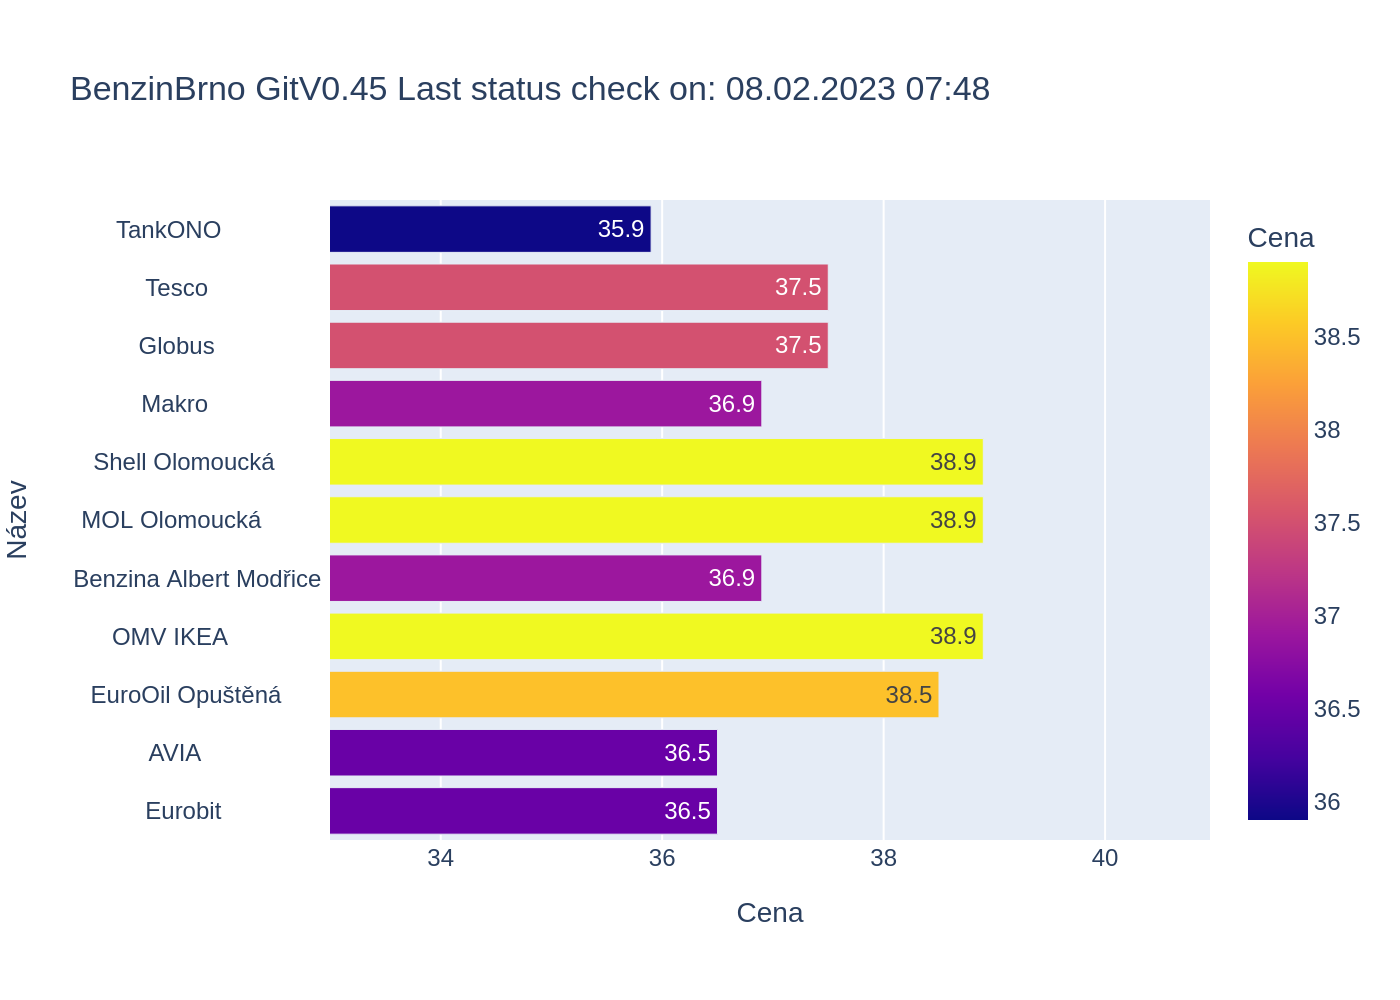 BenzinBrno GitV0.45 Last status check on: 08.02.2023 07:48
TankONO 35.9
Tesco 37.5
Globus 37.5
Makro 36.9
Shell Olomoucká 38.9
MOL Olomoucká 38.9
Benzina Albert Modřice 36.9
OMV IKEA 38.9
EuroOil Opuštěná 38.5
AVIA 36.5
Eurobit 36.5
Název
34 36 38 40
Cena
Cena
38.5
38
37.5
37
36.5
36